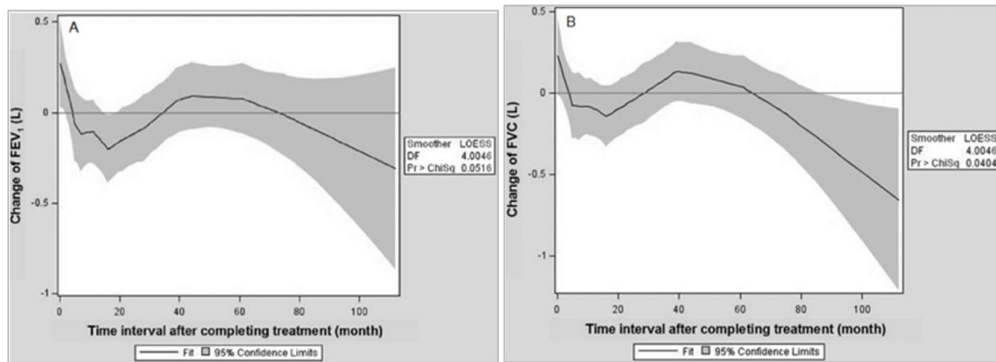 A
0.5
0
-0.5
-1
Change of FEV₁ (L)
0 20 40 60 80 100
Time interval after completing treatment (month)
Fit 95% Confidence Limits
Smoother LOESS
DF 4.0046
Pr > ChiSq 0.0516
B
0.5
0
-0.5
-1
Change of FVC (L)
0 20 40 60 80 100
Time interval after completing treatment (month)
Fit 95% Confidence Limits
Smoother LOESS
DF 4.0046
Pr > ChiSq 0.0404